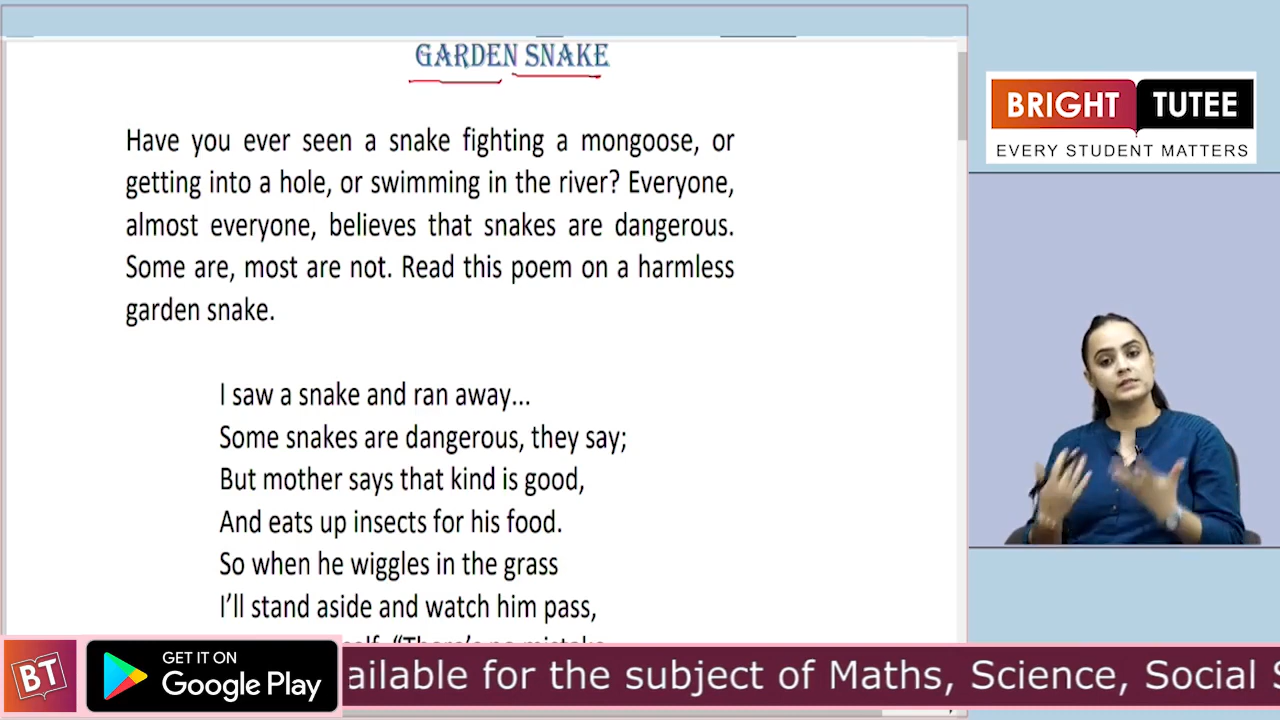 GARDEN SNAKE
Have you ever seen a snake fighting a mongoose, or
getting into a hole, or swimming in the river? Everyone,
almost everyone, believes that snakes are dangerous.
Some are, most are not. Read this poem on a harmless
garden snake.
I saw a snake and ran away...
Some snakes are dangerous, they say;
But mother says that kind is good,
And eats up insects for his food.
So when he wiggles in the grass
I'll stand aside and watch him pass,
“There's no mistake
BRIGHT TUTEE
EVERY STUDENT MATTERS
BT
GET IT ON
Google Play
ailable for the subject of Maths, Science, Social S